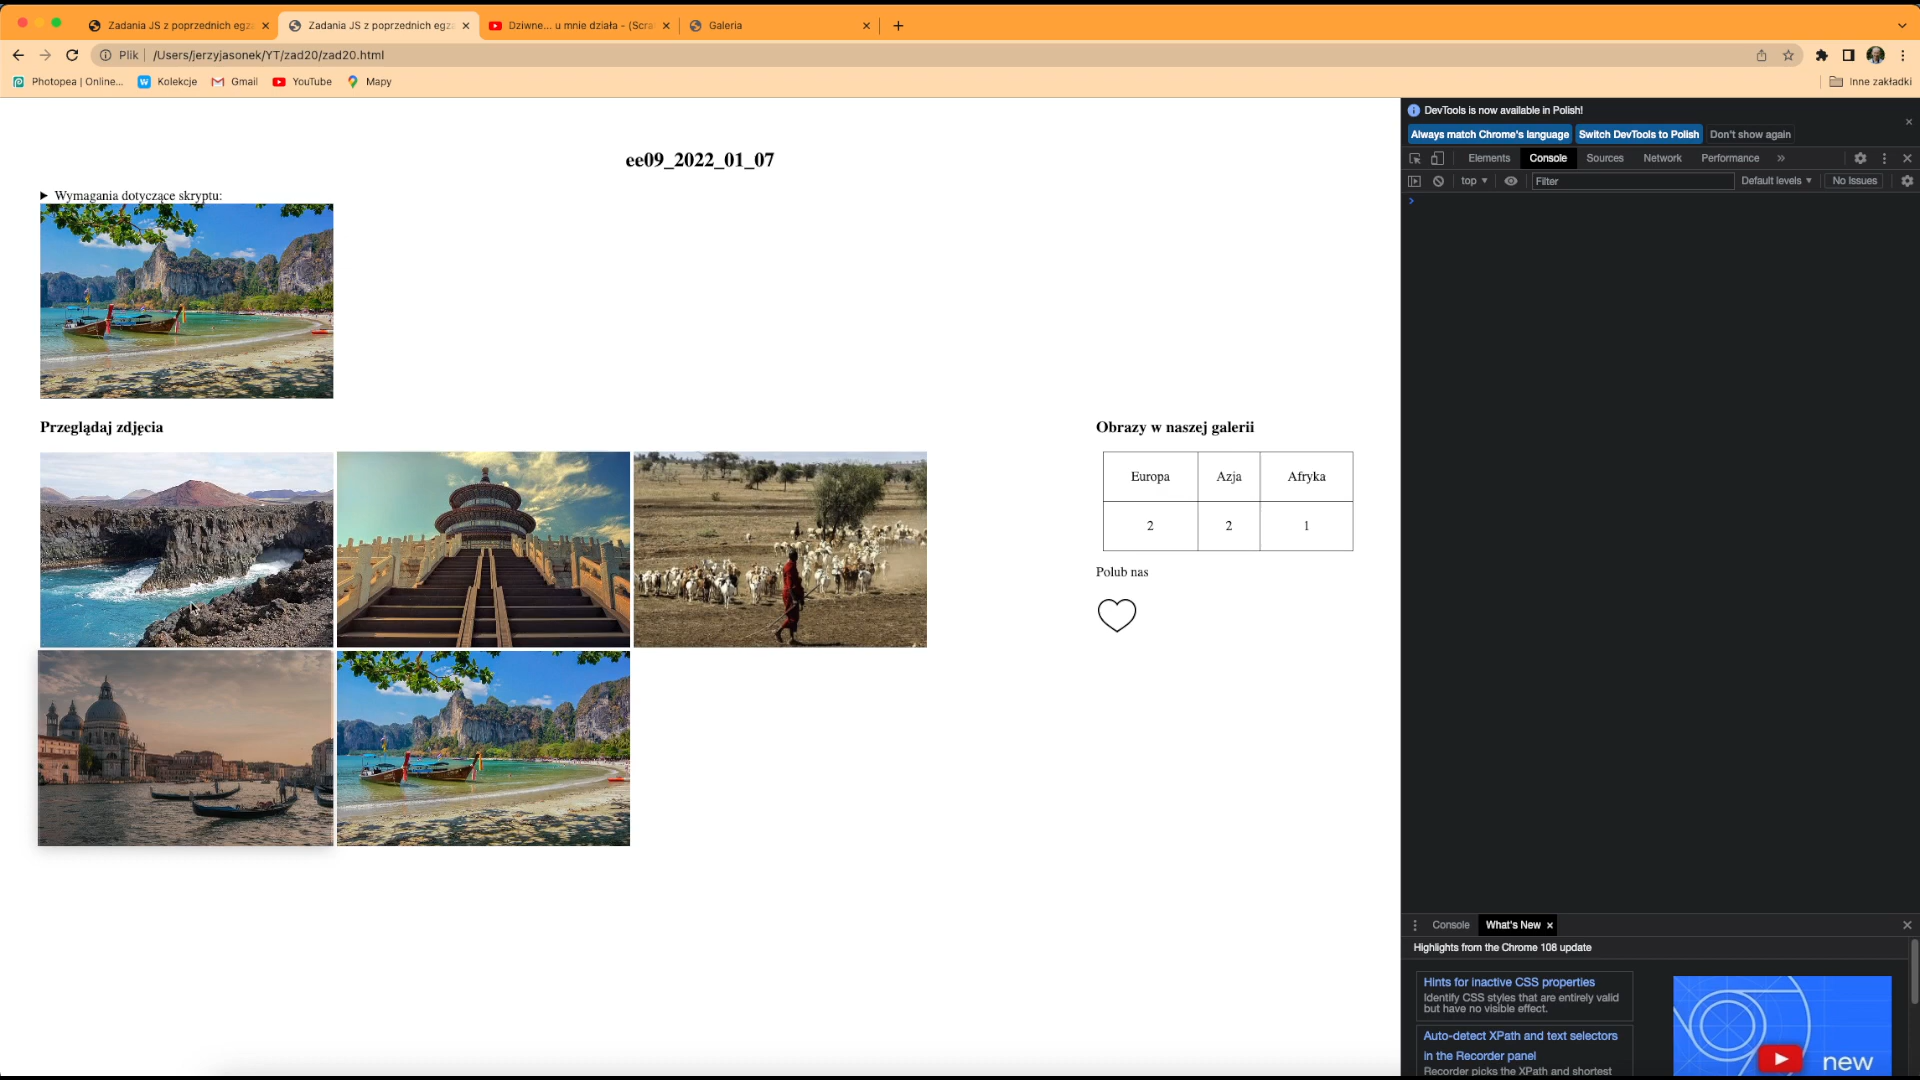 Zadania JS z poprzednich egz
Zadania JS z poprzednich egz
Dziwne... u mnie działa - (Scra
Galeria
Plik
/Users/jerzyjasonek/YT/zad20/zad20.html
Photopea | Online...
Kolekcje
Gmail
YouTube
Mapy
Inne zakładki
ee09_2022_01_07
Wymagania dotyczące skryptu:
Przeglądaj zdjęcia
Obrazy w naszej galerii
Europa Azja Afryka
2 2 1
Polub nas
DevTools is now available in Polish!
Always match Chrome's language Switch DevTools to Polish Don't show again
Elements Console Sources Network Performance »
top Filter Default levels No Issues
Console What's New
Highlights from the Chrome 108 update
Hints for inactive CSS properties
Identify CSS styles that are entirely valid
but have no visible effect.
Auto-detect XPath and text selectors
in the Recorder panel
Recorder picks the XPath and shortest
new